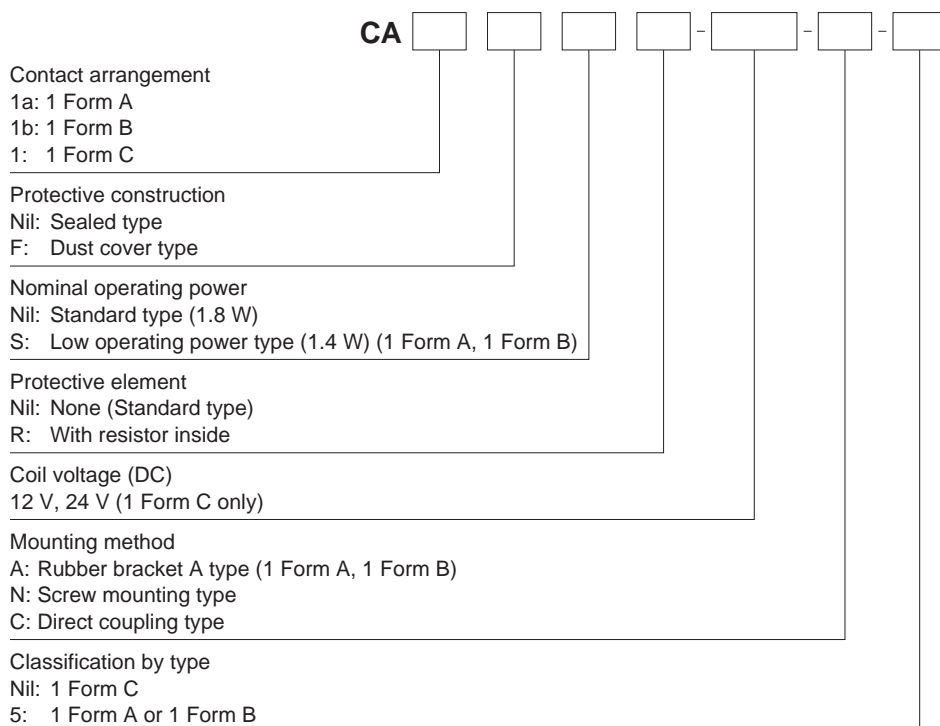 CA - - -
Contact arrangement
1a: 1 Form A
1b: 1 Form B
1: 1 Form C
Protective construction
Nil: Sealed type
F: Dust cover type
Nominal operating power
Nil: Standard type (1.8 W)
S: Low operating power type (1.4 W) (1 Form A, 1 Form B)
Protective element
Nil: None (Standard type)
R: With resistor inside
Coil voltage (DC)
12 V, 24 V (1 Form C only)
Mounting method
A: Rubber bracket A type (1 Form A, 1 Form B)
N: Screw mounting type
C: Direct coupling type
Classification by type
Nil: 1 Form C
5: 1 Form A or 1 Form B